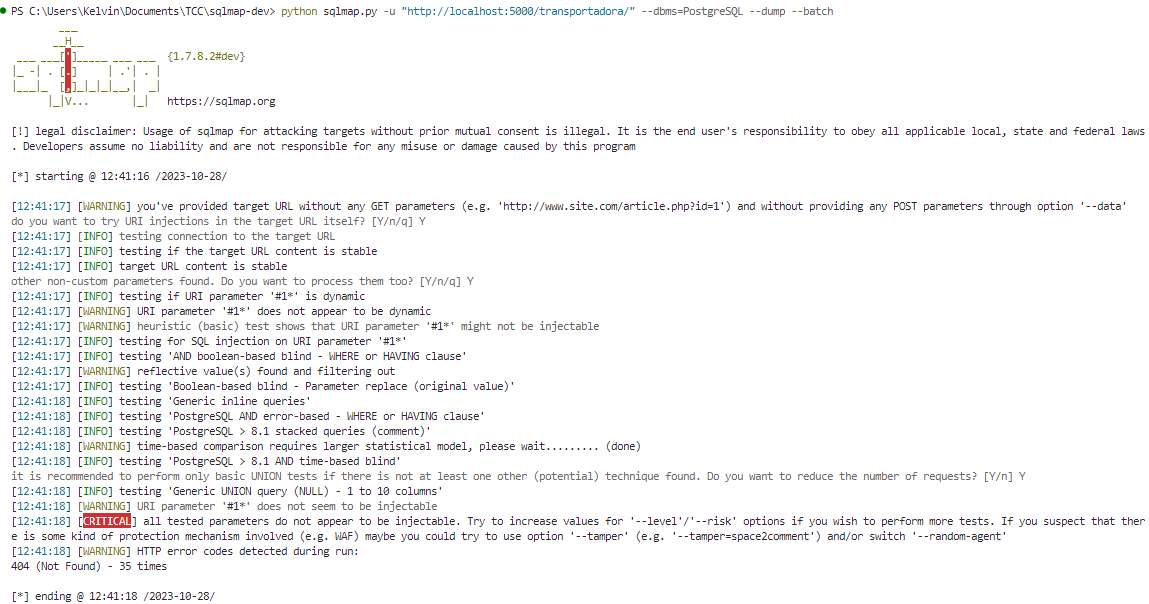 PS C:\Users\Kelvin\Documents\TCC\sqlmap-dev> python sqlmap.py -u "http://localhost:5000/transportadora/" --dbms=PostgreSQL --dump --batch
        ___
       __H__
 ___ ___[']_____ ___ ___  {1.7.8.2#dev}
|_ -| . [.]     | .'| . |
|___|_  [,]_|_|_|__,|  _|
      |_|V...       |_|   https://sqlmap.org
[!] legal disclaimer: Usage of sqlmap for attacking targets without prior mutual consent is illegal. It is the end user's responsibility to obey all applicable local, state and federal laws
. Developers assume no liability and are not responsible for any misuse or damage caused by this program
[*] starting @ 12:41:16 /2023-10-28/
[12:41:17] [WARNING] you've provided target URL without any GET parameters (e.g. 'http://www.site.com/article.php?id=1') and without providing any POST parameters through option '--data'
do you want to try URI injections in the target URL itself? [Y/n/q] Y
[12:41:17] [INFO] testing connection to the target URL
[12:41:17] [INFO] testing if the target URL content is stable
[12:41:17] [INFO] target URL content is stable
other non-custom parameters found. Do you want to process them too? [Y/n/q] Y
[12:41:17] [INFO] testing if URI parameter '#1*' is dynamic
[12:41:17] [WARNING] URI parameter '#1*' does not appear to be dynamic
[12:41:17] [WARNING] heuristic (basic) test shows that URI parameter '#1*' might not be injectable
[12:41:17] [INFO] testing for SQL injection on URI parameter '#1*'
[12:41:17] [INFO] testing 'AND boolean-based blind - WHERE or HAVING clause'
[12:41:17] [WARNING] reflective value(s) found and filtering out
[12:41:17] [INFO] testing 'Boolean-based blind - Parameter replace (original value)'
[12:41:18] [INFO] testing 'Generic inline queries'
[12:41:18] [INFO] testing 'PostgreSQL AND error-based - WHERE or HAVING clause'
[12:41:18] [INFO] testing 'PostgreSQL > 8.1 stacked queries (comment)'
[12:41:18] [WARNING] time-based comparison requires larger statistical model, please wait......... (done)
[12:41:18] [INFO] testing 'PostgreSQL > 8.1 AND time-based blind'
it is recommended to perform only basic UNION tests if there is not at least one other (potential) technique found. Do you want to reduce the number of requests? [Y/n] Y
[12:41:18] [INFO] testing 'Generic UNION query (NULL) - 1 to 10 columns'
[12:41:18] [WARNING] URI parameter '#1*' does not seem to be injectable
[12:41:18] [CRITICAL] all tested parameters do not appear to be injectable. Try to increase values for '--level'/'--risk' options if you wish to perform more tests. If you suspect that ther
e is some kind of protection mechanism involved (e.g. WAF) maybe you could try to use option '--tamper' (e.g. '--tamper=space2comment') and/or switch '--random-agent'
[12:41:18] [WARNING] HTTP error codes detected during run:
404 (Not Found) - 35 times
[*] ending @ 12:41:18 /2023-10-28/